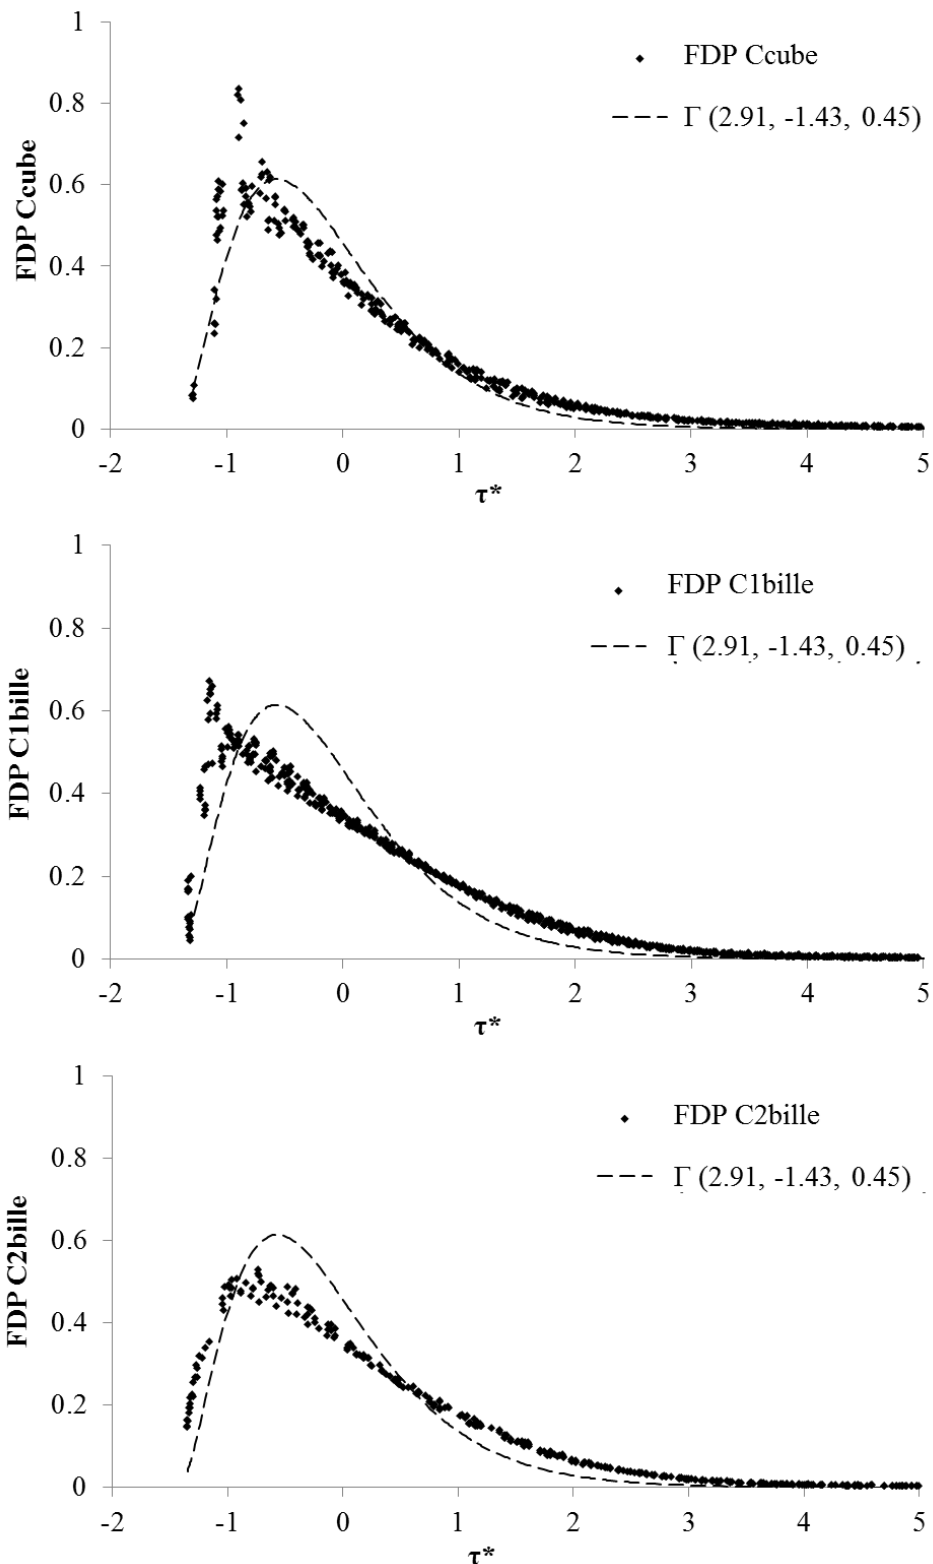 1
FDP Ccube
0.8
Γ (2.91, -1.43, 0.45)
0.6
FDP Ccube
0.4
0.2
0
-2 -1 0 1 2 3 4 5
τ*
1
FDP C1bille
0.8
Γ (2.91, -1.43, 0.45)
0.6
FDP C1bille
0.4
0.2
0
-2 -1 0 1 2 3 4 5
τ*
1
FDP C2bille
0.8
Γ (2.91, -1.43, 0.45)
0.6
FDP C2bille
0.4
0.2
0
-2 -1 0 1 2 3 4 5
τ*